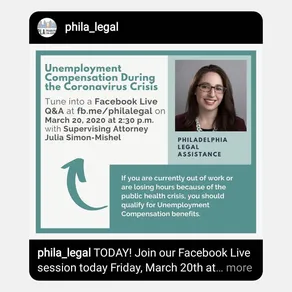 phila_legal
Unemployment
Compensation During
the Coronavirus Crisis
Tune into a Facebook Live
Q&A at fb.me/philalegal on
March 20, 2020 at 2:30 p.m.
with Supervising Attorney
Julia Simon-Mishel
PHILADELPHIA
LEGAL
ASSISTANCE
If you are currently out of work or
are losing hours because of the
public health crisis, you should
qualify for Unemployment
Compensation benefits.
phila_legal TODAY! Join our Facebook Live
session today Friday, March 20th at... more